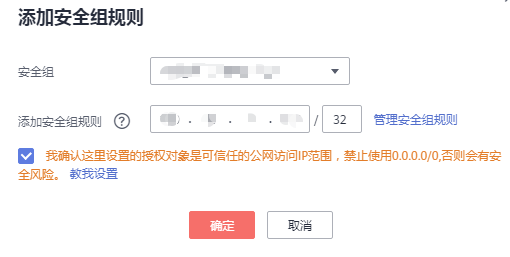 添加安全组规则
安全组
添加安全组规则 ? . . . / 32 管理安全组规则
我确认这里设置的授权对象是可信任的公网访问IP范围，禁止使用0.0.0.0/0,否则会有安
全风险。 教我设置
确定 取消